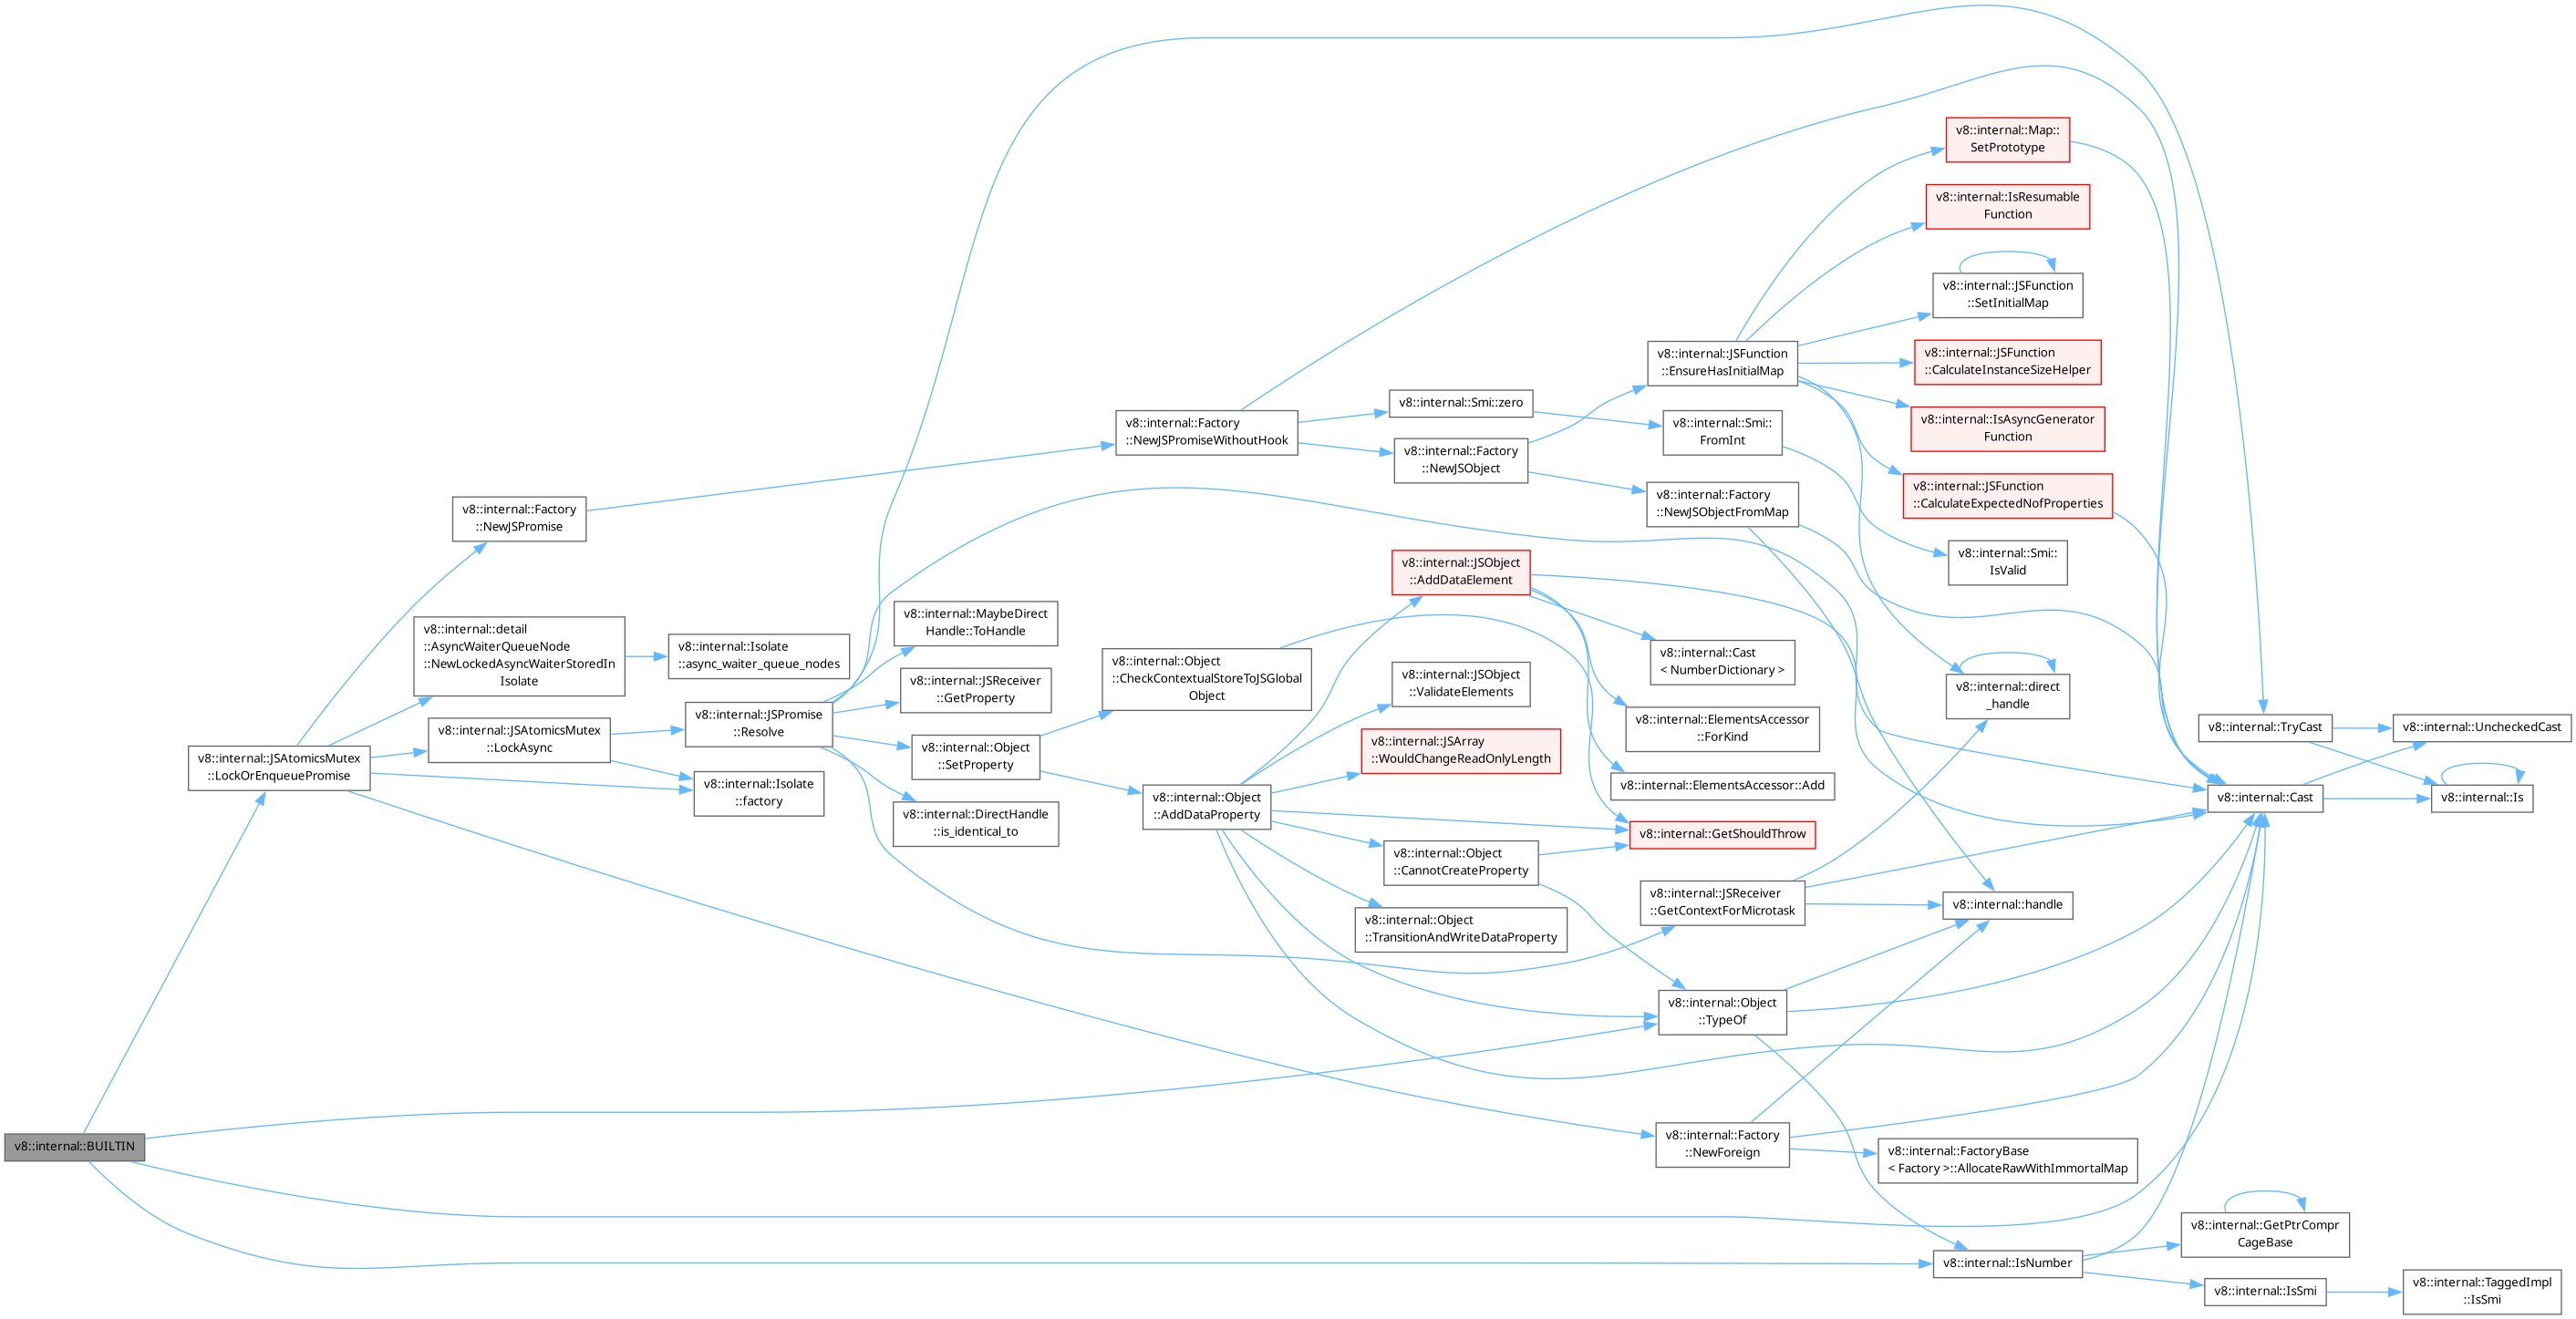 v8::internal::BUILTIN
v8::internal::JSAtomicsMutex
::LockOrEnqueuePromise
v8::internal::Factory
::NewJSPromise
v8::internal::detail
::AsyncWaiterQueueNode
::NewLockedAsyncWaiterStoredIn
Isolate
v8::internal::JSAtomicsMutex
::LockAsync
v8::internal::Isolate
::async_waiter_queue_nodes
v8::internal::JSPromise
::Resolve
v8::internal::Isolate
::factory
v8::internal::MaybeDirect
Handle::ToHandle
v8::internal::JSReceiver
::GetProperty
v8::internal::Object
::SetProperty
v8::internal::DirectHandle
::is_identical_to
v8::internal::Factory
::NewJSPromiseWithoutHook
v8::internal::Object
::CheckContextualStoreToJSGlobal
Object
v8::internal::Object
::AddDataProperty
v8::internal::Smi::zero
v8::internal::Factory
::NewJSObject
v8::internal::JSObject
::AddDataElement
v8::internal::JSObject
::ValidateElements
v8::internal::JSArray
::WouldChangeReadOnlyLength
v8::internal::Object
::CannotCreateProperty
v8::internal::Object
::TransitionAndWriteDataProperty
v8::internal::JSFunction
::EnsureHasInitialMap
v8::internal::Smi::
FromInt
v8::internal::Factory
::NewJSObjectFromMap
v8::internal::Cast
< NumberDictionary >
v8::internal::ElementsAccessor
::ForKind
v8::internal::ElementsAccessor::Add
v8::internal::GetShouldThrow
v8::internal::JSReceiver
::GetContextForMicrotask
v8::internal::Object
::TypeOf
v8::internal::Factory
::NewForeign
v8::internal::Map::
SetPrototype
v8::internal::IsResumable
Function
v8::internal::JSFunction
::SetInitialMap
v8::internal::JSFunction
::CalculateInstanceSizeHelper
v8::internal::IsAsyncGenerator
Function
v8::internal::JSFunction
::CalculateExpectedNofProperties
v8::internal::Smi::
IsValid
v8::internal::direct
_handle
v8::internal::handle
v8::internal::FactoryBase
< Factory >::AllocateRawWithImmortalMap
v8::internal::IsNumber
v8::internal::TryCast
v8::internal::Cast
v8::internal::GetPtrCompr
CageBase
v8::internal::IsSmi
v8::internal::UncheckedCast
v8::internal::Is
v8::internal::TaggedImpl
::IsSmi